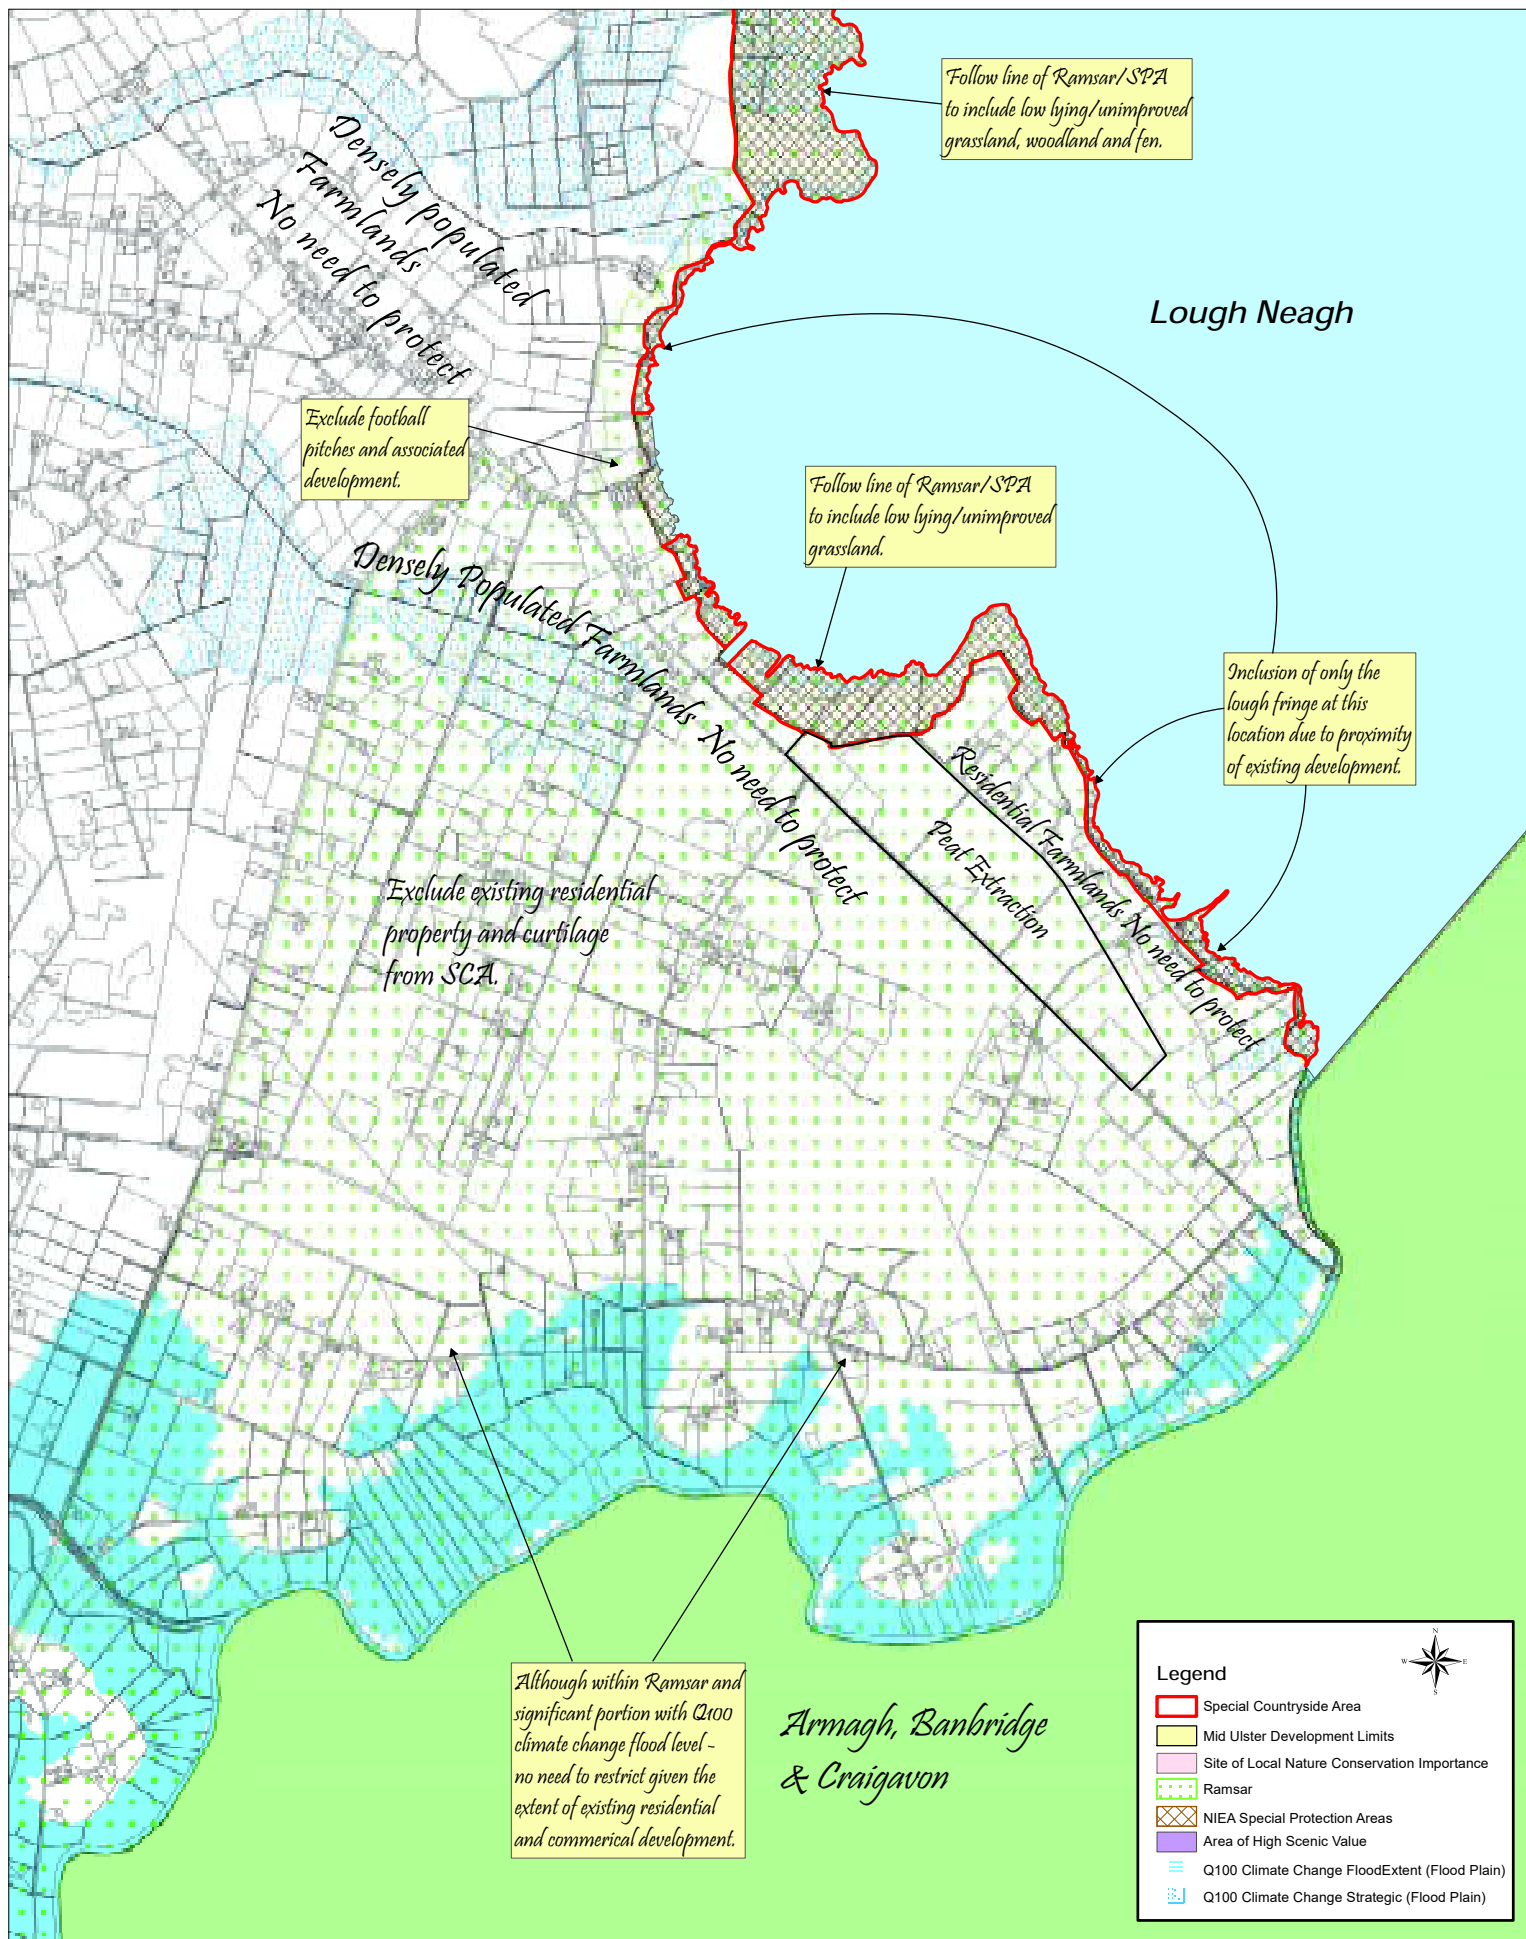 Follow line of Ramsar/SPA
to include low lying/unimproved
grassland, woodland and fen.
Densely populated
Farmlands
No need to protect
Lough Neagh
Exclude football
pitches and associated
development.
Follow line of Ramsar/SPA
to include low lying/unimproved
grassland.
Densely Populated Farmlands No need to protect
Inclusion of only the
lough fringe at this
location due to proximity
of existing development.
Residential Farmlands No need to protect
Peat Extraction
Exclude existing residential
property and curtilage
from SCA.
Although within Ramsar and
significant portion with Q100
climate change flood level -
no need to restrict given the
extent of existing residential
and commerical development.
Armagh, Banbridge
& Craigavon
N
W
E
S
Legend
Special Countryside Area
Mid Ulster Development Limits
Site of Local Nature Conservation Importance
Ramsar
NIEA Special Protection Areas
Area of High Scenic Value
Q100 Climate Change FloodExtent (Flood Plain)
Q100 Climate Change Strategic (Flood Plain)